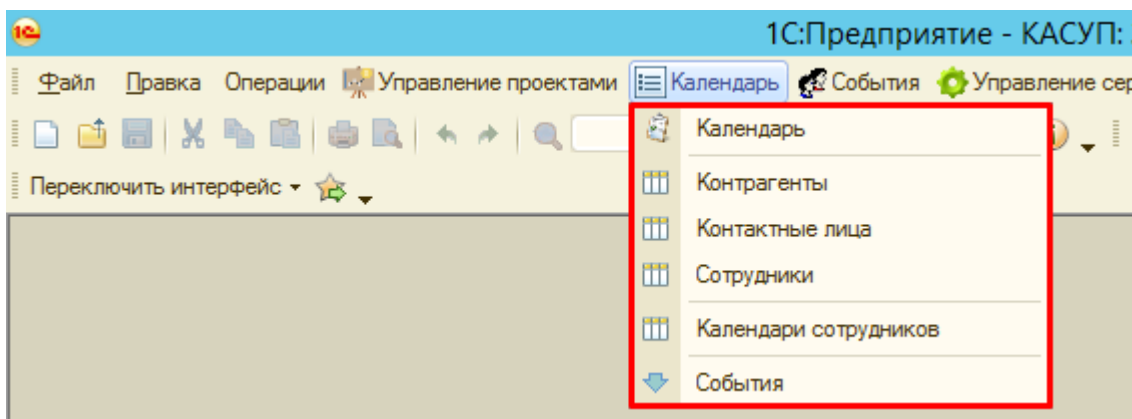 1С:Предприятие - КАСУП:
Файл Правка Операции Управление проектами Календарь События Управление сер
Календарь
Переключить интерфейс
Контрагенты
Контактные лица
Сотрудники
Календари сотрудников
События